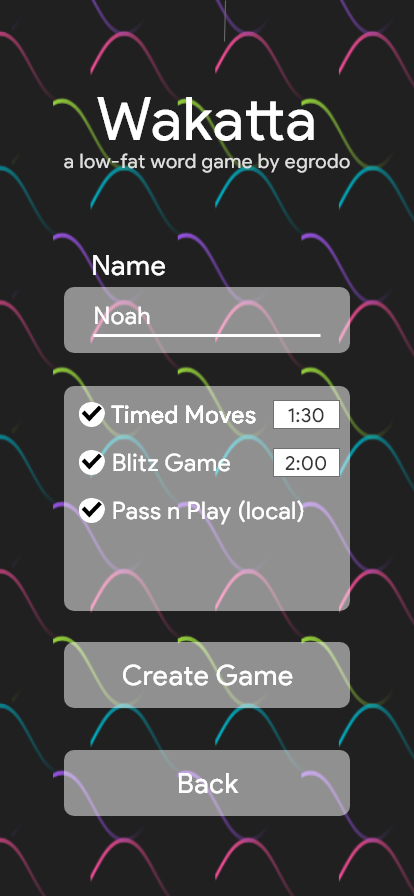 Wakatta
a low-fat word game by egrodo
Name
Noah
Timed Moves 1:30
Blitz Game 2:00
Pass n Play (local)
Create Game
Back